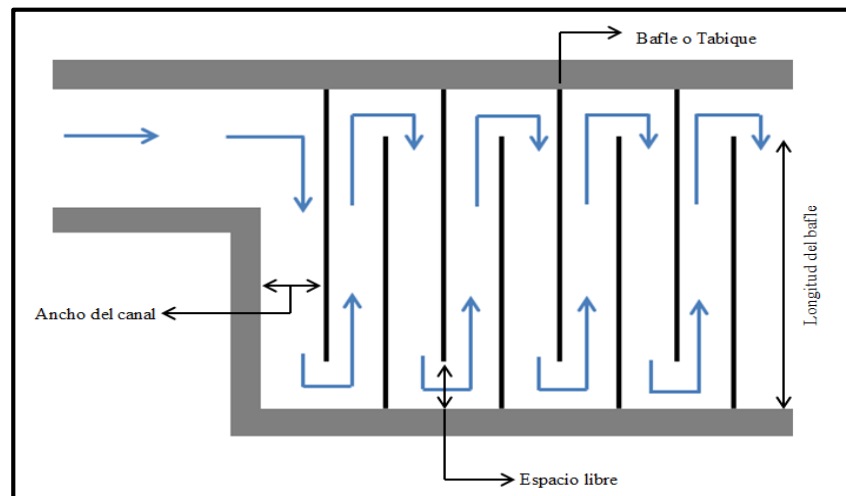 Bafle o Tabique
Longitud del bafle
Ancho del canal
Espacio libre